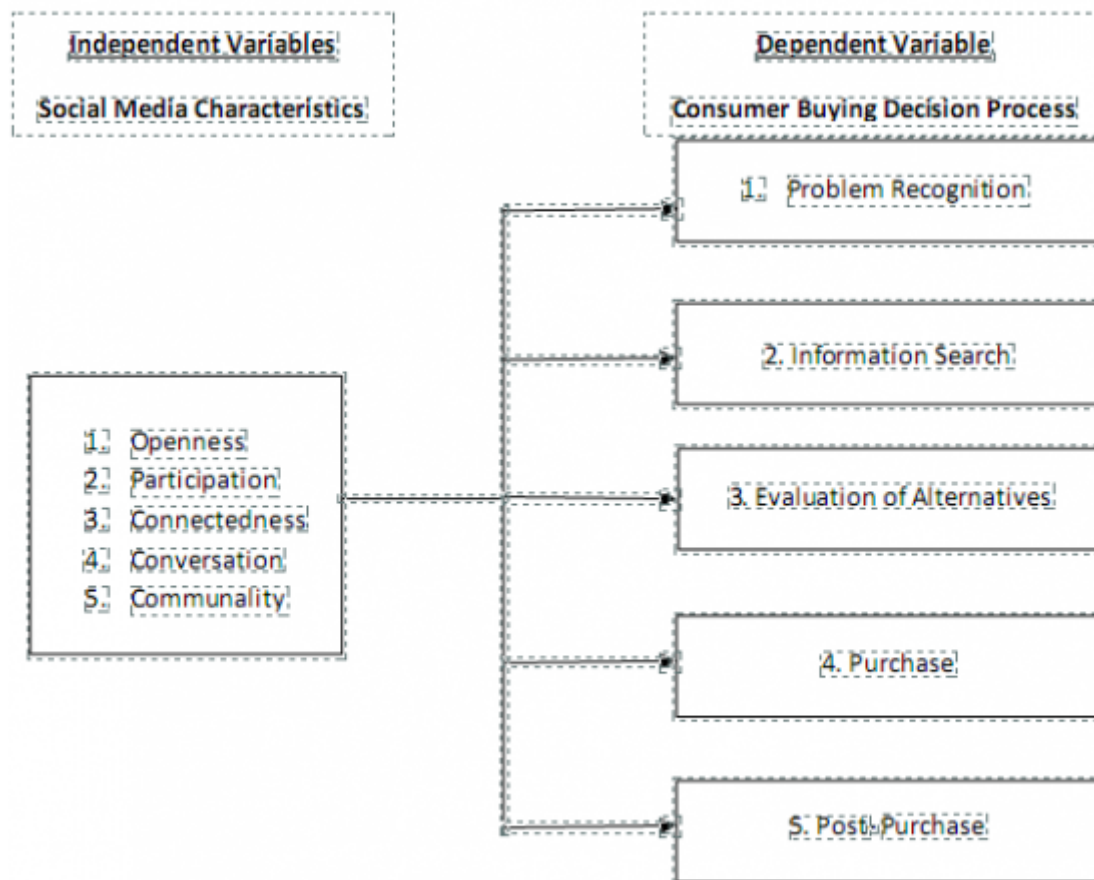 Independent Variables
Social Media Characteristics
Dependent Variable
Consumer Buying Decision Process
1. Openness
2. Participation
3. Connectedness
4. Conversation
5. Communality
1. Problem Recognition
2. Information Search
3. Evaluation of Alternatives
4. Purchase
5. Post-Purchase